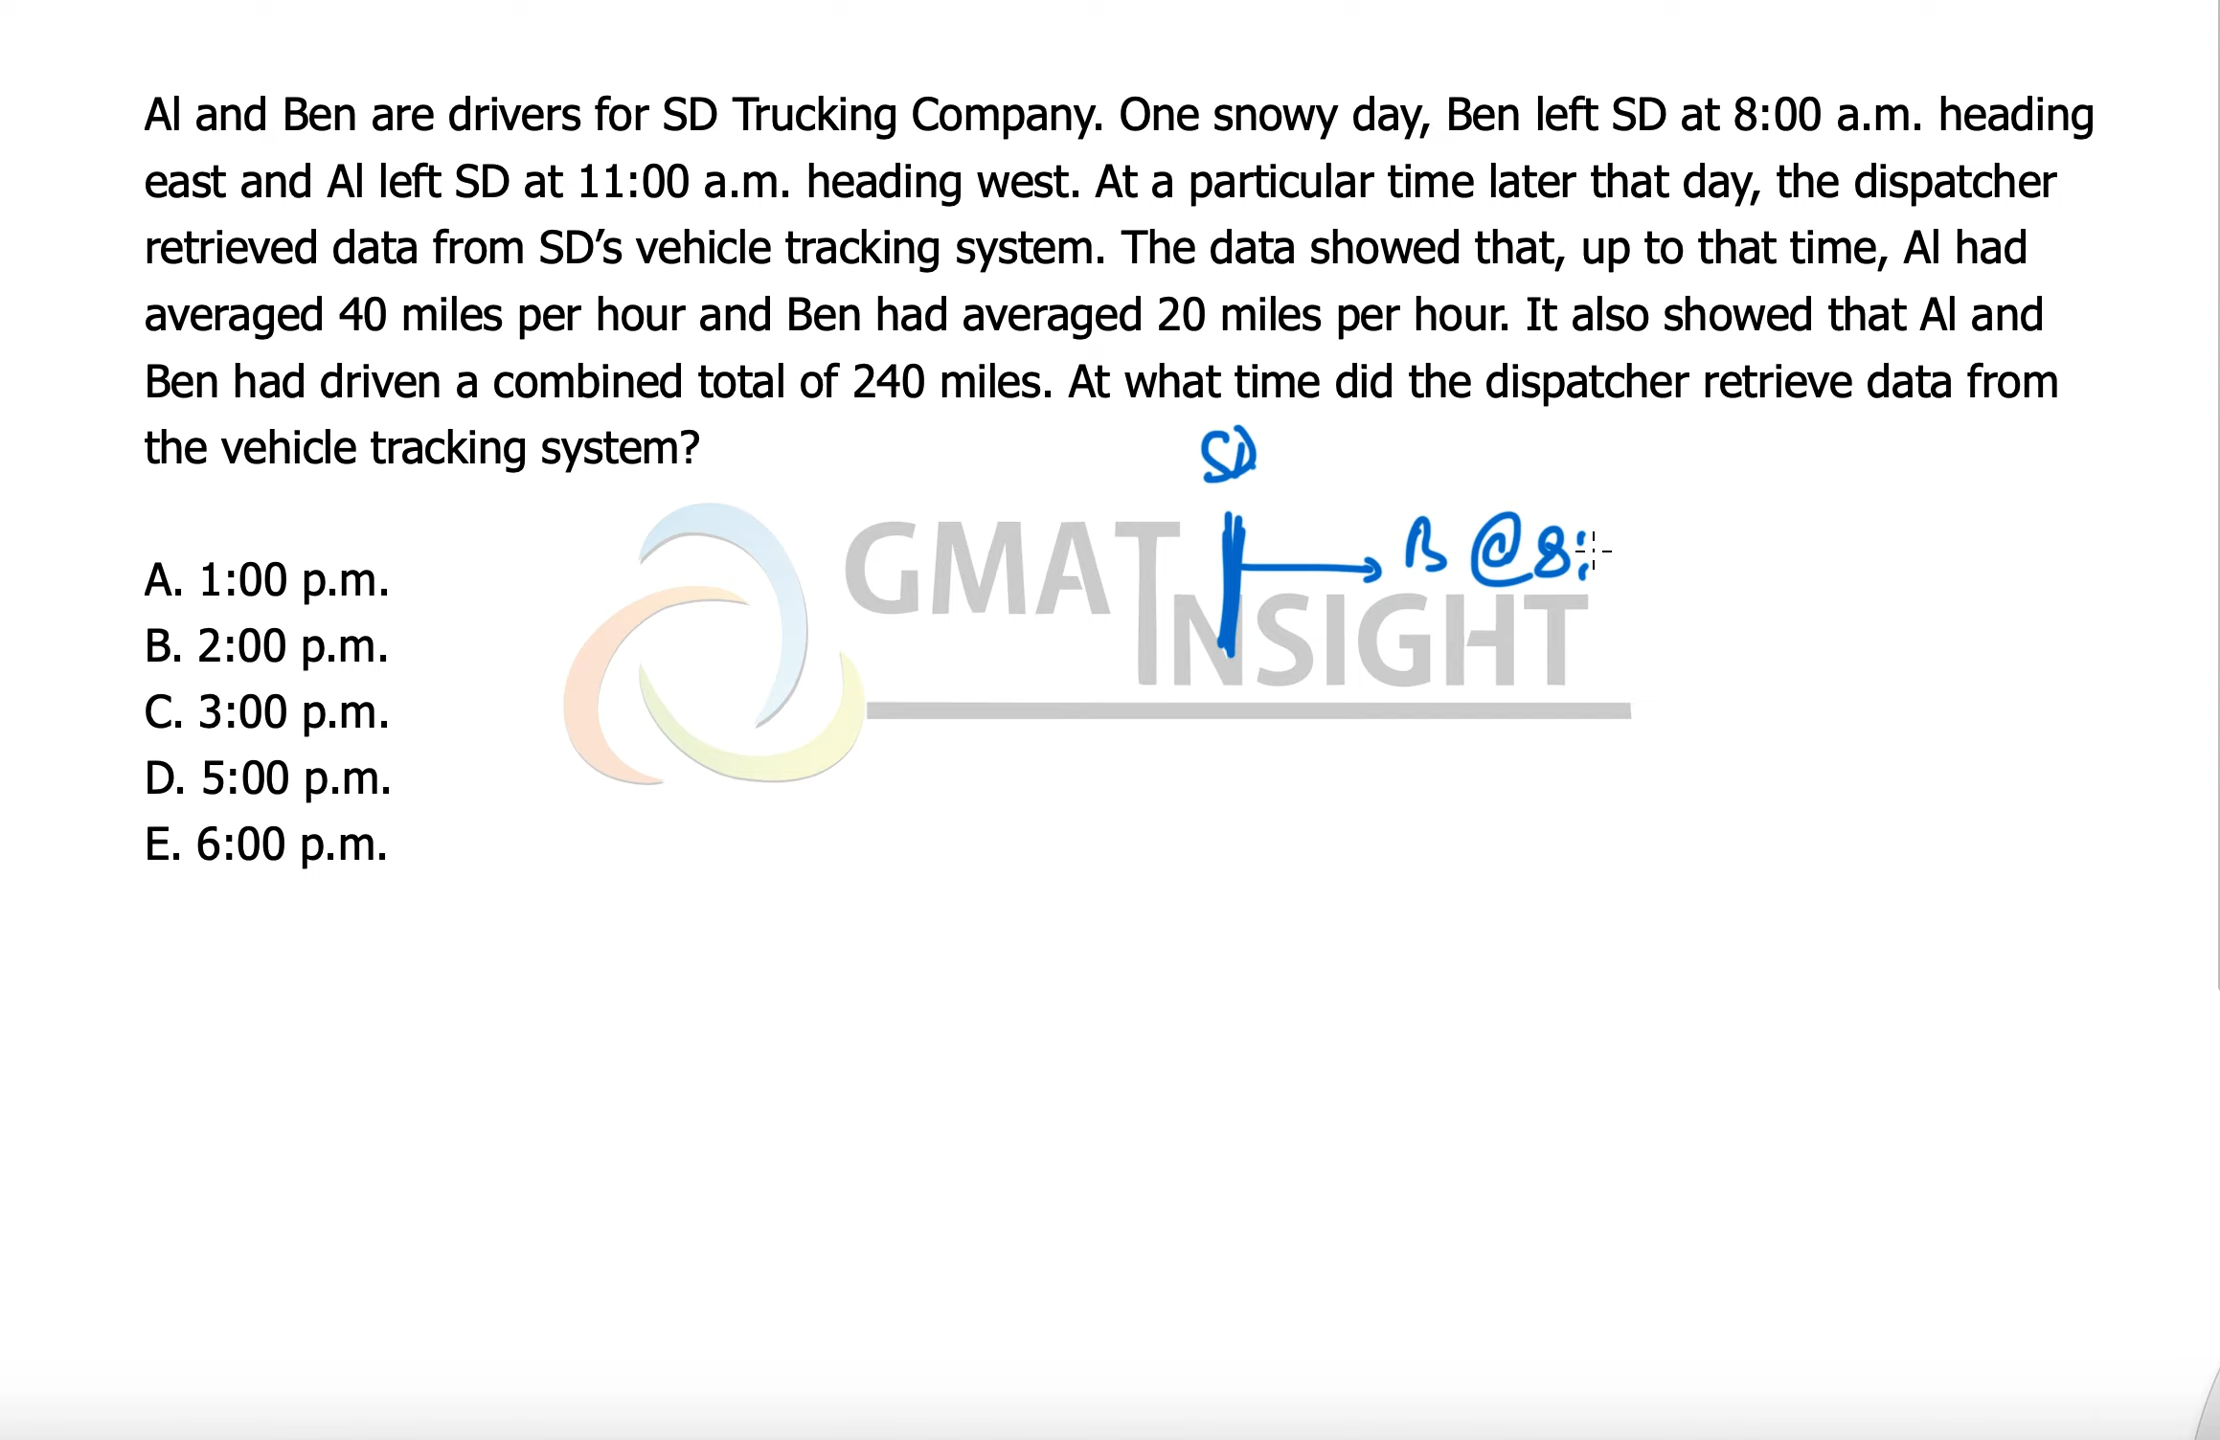 Al and Ben are drivers for SD Trucking Company. One snowy day, Ben left SD at 8:00 a.m. heading
east and Al left SD at 11:00 a.m. heading west. At a particular time later that day, the dispatcher
retrieved data from SD’s vehicle tracking system. The data showed that, up to that time, Al had
averaged 40 miles per hour and Ben had averaged 20 miles per hour. It also showed that Al and
Ben had driven a combined total of 240 miles. At what time did the dispatcher retrieve data from
the vehicle tracking system?
SD
B @ 8:
GMAT
INSIGHT
A. 1:00 p.m.
B. 2:00 p.m.
C. 3:00 p.m.
D. 5:00 p.m.
E. 6:00 p.m.